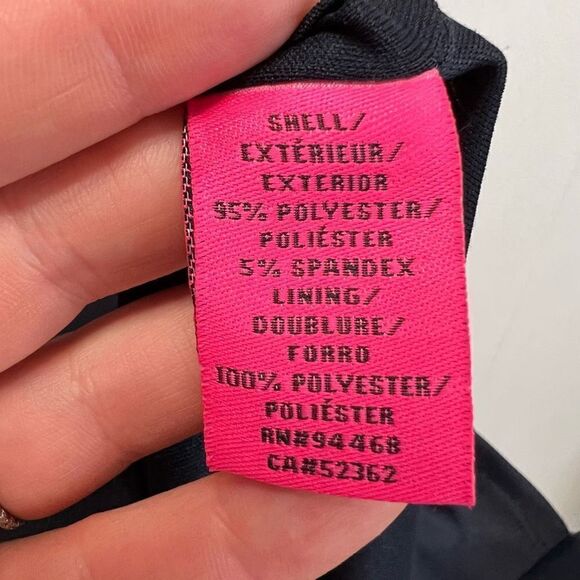 SHELL/
EXTÉRIEUR/
EXTERIOR
95% POLYESTER/
POLIÉSTER
5% SPANDEX
LINING/
DOUBLURE/
FORRO
100% POLYESTER/
POLIÉSTER
RN#94468
CA#52362